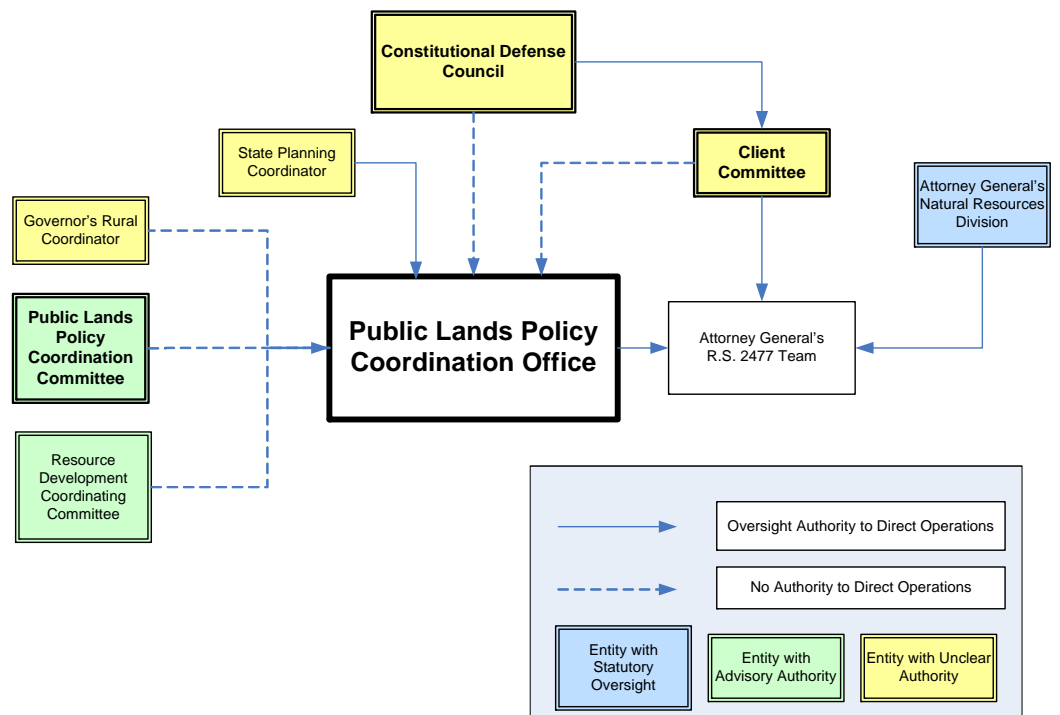 Constitutional Defense
Council
State Planning
Coordinator
Client
Committee
Attorney General’s
Natural Resources
Division
Governor’s Rural
Coordinator
Public Lands
Policy
Coordination
Committee
Public Lands Policy
Coordination Office
Attorney General’s
R.S. 2477 Team
Resource
Development
Coordinating
Committee
Oversight Authority to Direct Operations
No Authority to Direct Operations
Entity with
Statutory
Oversight
Entity with
Advisory Authority
Entity with Unclear
Authority